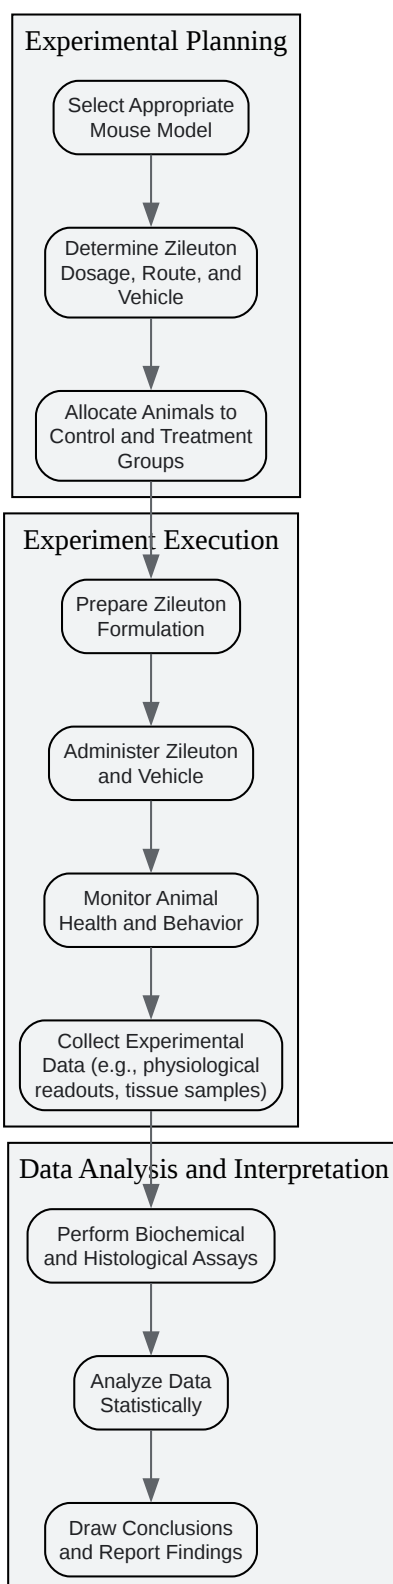 Experimental Planning
Select Appropriate
Mouse Model
Determine Zileuton
Dosage, Route, and
Vehicle
Allocate Animals to
Control and Treatment
Groups
Experiment Execution
Prepare Zileuton
Formulation
Administer Zileuton
and Vehicle
Monitor Animal
Health and Behavior
Collect Experimental
Data (e.g., physiological
readouts, tissue samples)
Data Analysis and Interpretation
Perform Biochemical
and Histological Assays
Analyze Data
Statistically
Draw Conclusions
and Report Findings